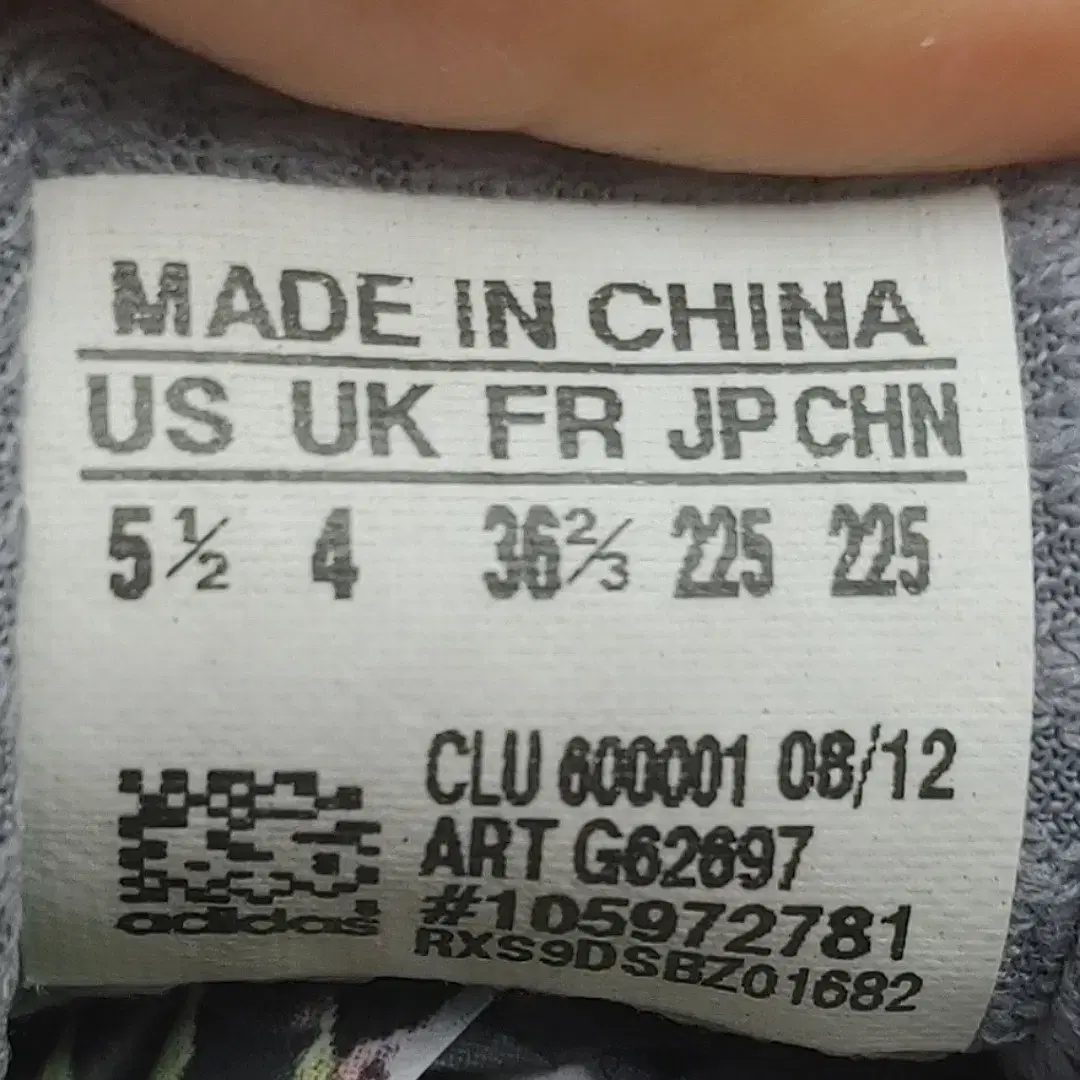 MADE IN CHINA
US UK FR JP CHN
5½ 4 36⅔ 225 225
CLU 600001 08/12
ART G62697
#105972781
adidas
RXS9DSBZ01682